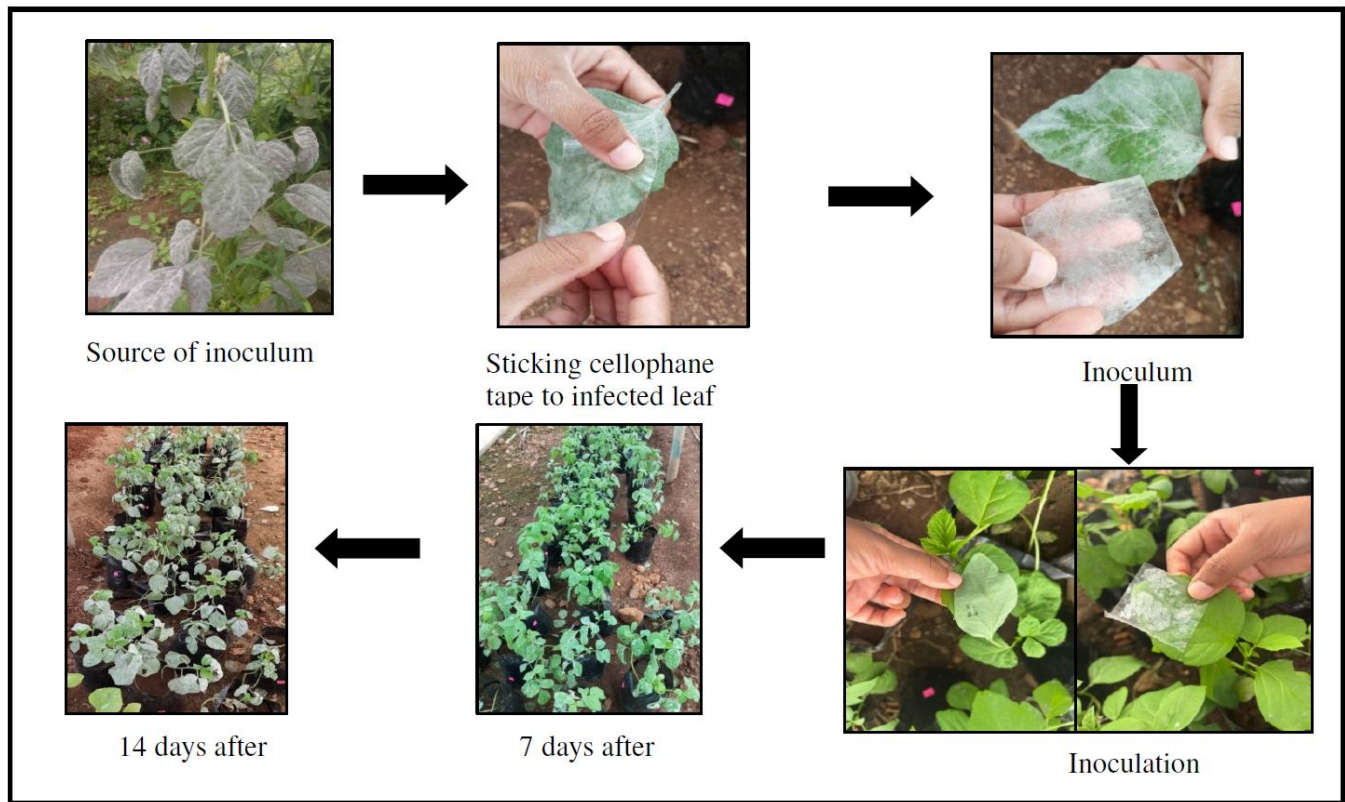 Source of inoculum
Sticking cellophane
tape to infected leaf
Inoculum
Inoculation
7 days after
14 days after